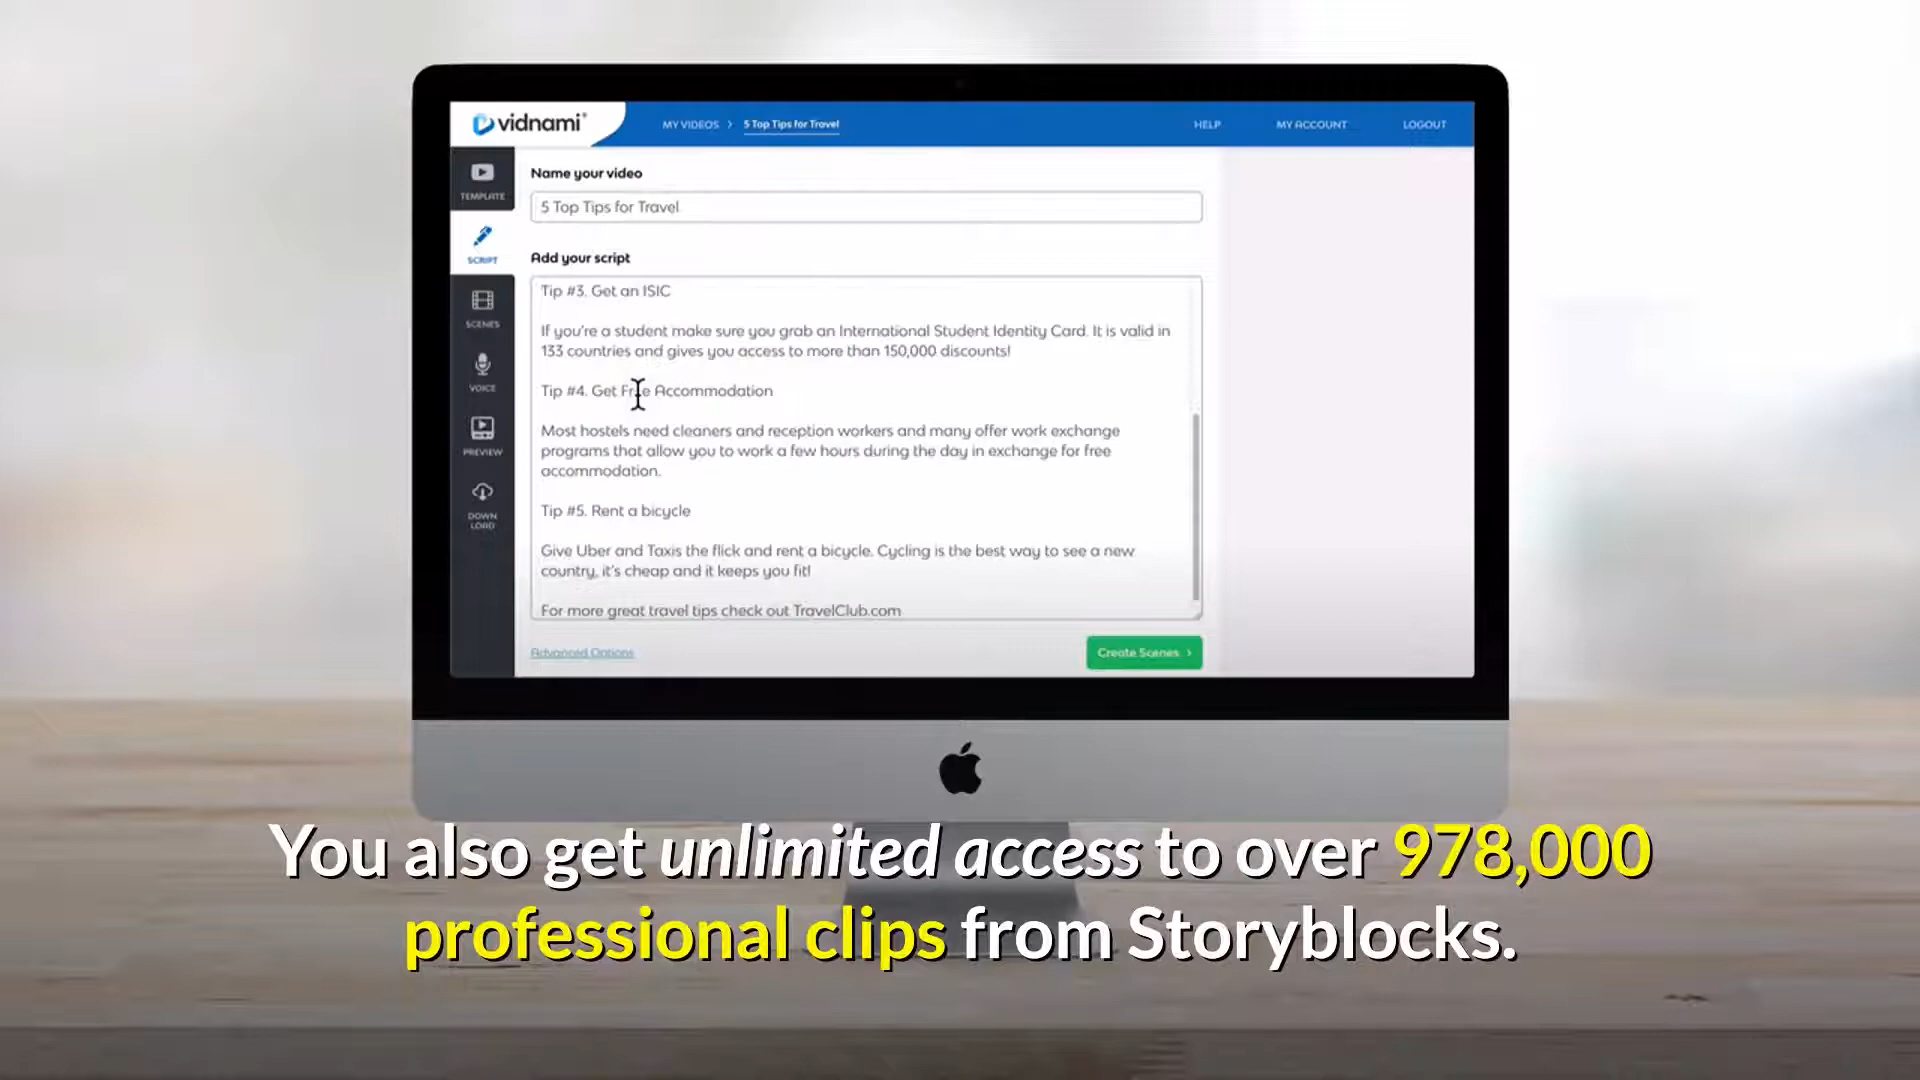 vidnami®
MY VIDEOS > 5 Top Tips for Travel
HELP
MY ACCOUNT
LOGOUT
TEMPLATE
SCRIPT
SCENES
VOICE
PREVIEW
DOWN
LOAD
Name your video
5 Top Tips for Travel
Add your script
Tip #3. Get an ISIC
If you're a student make sure you grab an International Student Identity Card. It is valid in
133 countries and gives you access to more than 150,000 discounts!
Tip #4. Get Free Accommodation
Most hostels need cleaners and reception workers and many offer work exchange
programs that allow you to work a few hours during the day in exchange for free
accommodation.
Tip #5. Rent a bicycle
Give Uber and Taxis the flick and rent a bicycle. Cycling is the best way to see a new
country, it's cheap and it keeps you fit!
For more great travel tips check out TravelClub.com
Advanced Options
Create Scenes >
You also get unlimited access to over 978,000
professional clips from Storyblocks.